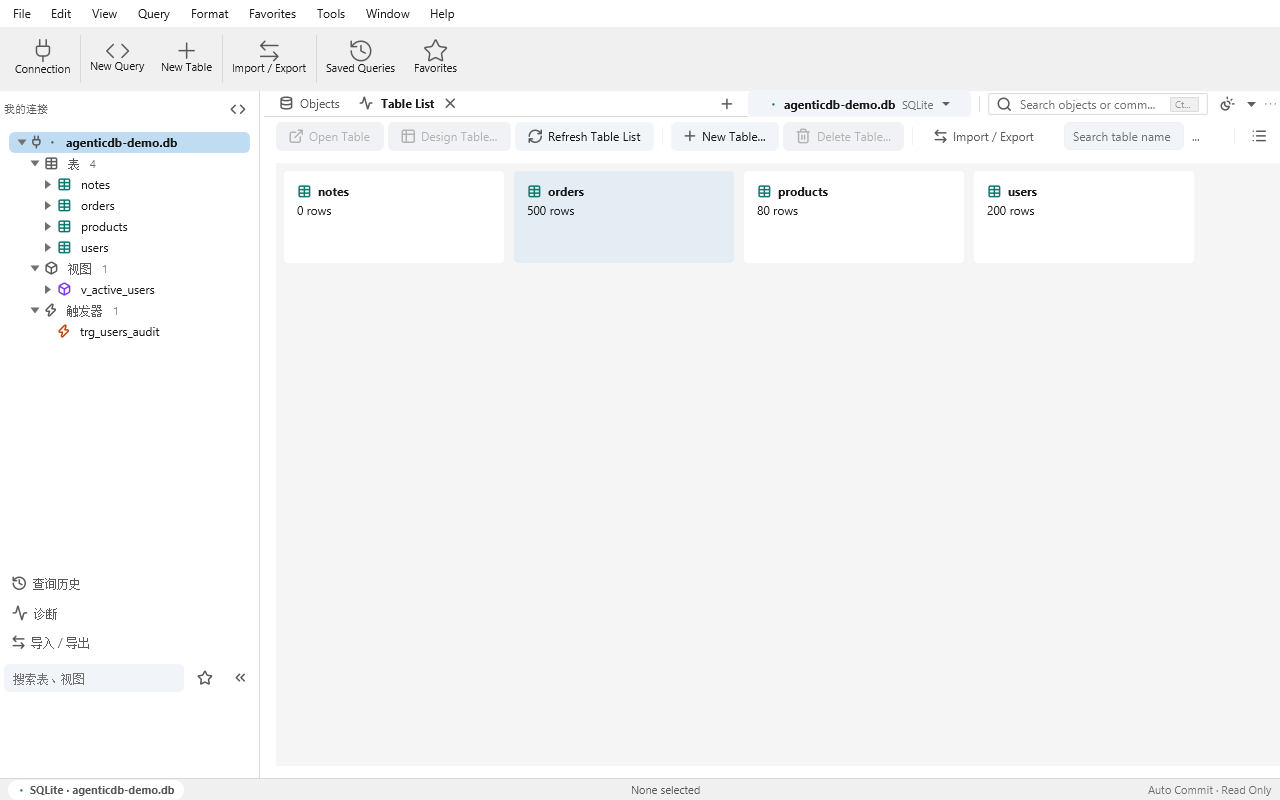 File Edit View Query Format Favorites Tools Window Help
Connection New Query New Table Import / Export Saved Queries Favorites
我的连接
agenticdb-demo.db
表 4
notes
orders
products
users
视图 1
v_active_users
触发器 1
trg_users_audit
查询历史
诊断
导入 / 导出
搜索表、视图
Objects Table List agenticdb-demo.db SQLite Search objects or comm... Ct...
Open Table Design Table... Refresh Table List New Table... Delete Table... Import / Export Search table name ...
notes
0 rows
orders
500 rows
products
80 rows
users
200 rows
SQLite · agenticdb-demo.db None selected Auto Commit · Read Only